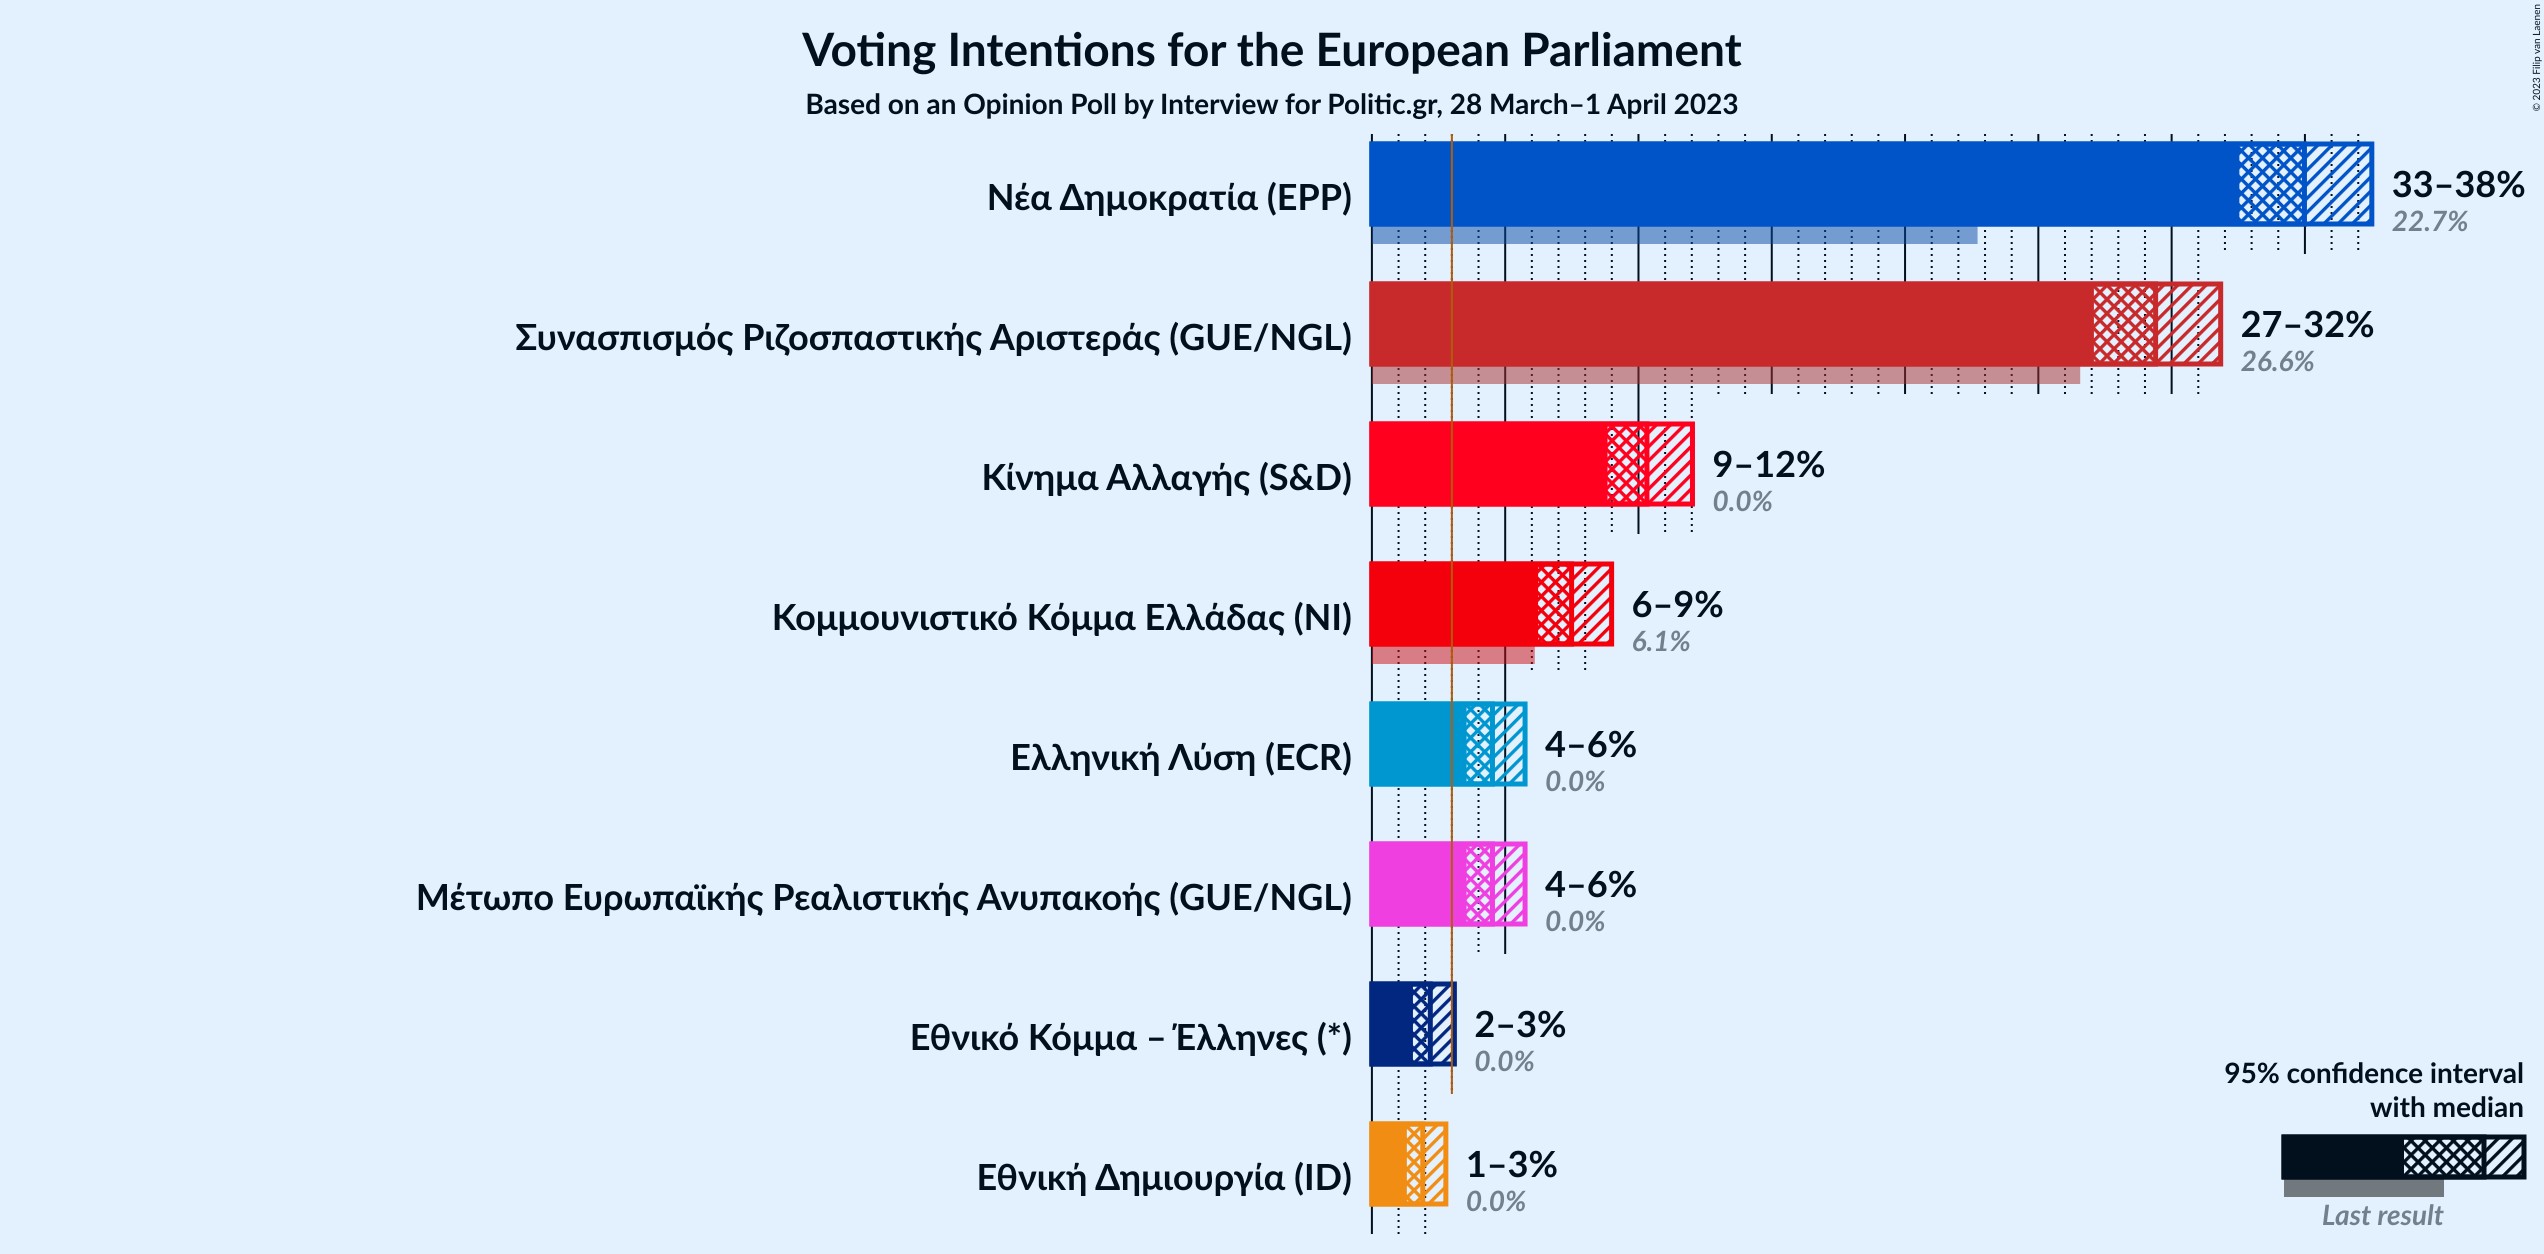 Voting Intentions for the European Parliament
Based on an Opinion Poll by Interview for Politic.gr, 28 March–1 April 2023
© 2023 Filip van Laenen
Νέα Δημοκρατία (EPP)
33–38%
22.7%
Συνασπισμός Ριζοσπαστικής Αριστεράς (GUE/NGL)
27–32%
26.6%
Κίνημα Αλλαγής (S&D)
9–12%
0.0%
Κομμουνιστικό Κόμμα Ελλάδας (NI)
6–9%
6.1%
Ελληνική Λύση (ECR)
4–6%
0.0%
Μέτωπο Ευρωπαϊκής Ρεαλιστικής Ανυπακοής (GUE/NGL)
4–6%
0.0%
Εθνικό Κόμμα – Έλληνες (*)
2–3%
0.0%
Εθνική Δημιουργία (ID)
1–3%
0.0%
95% confidence interval
with median
Last result